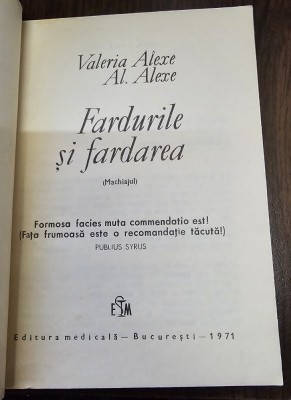 Valeria Alexe
Al. Alexe
Fardurile
și fardarea
(Machiajul)
Formosa facies muta commendatio est!
(Fața frumoasă este o recomandație tăcută!)
PUBLIUS SYRUS
E M
Editura medicală — București — 1971